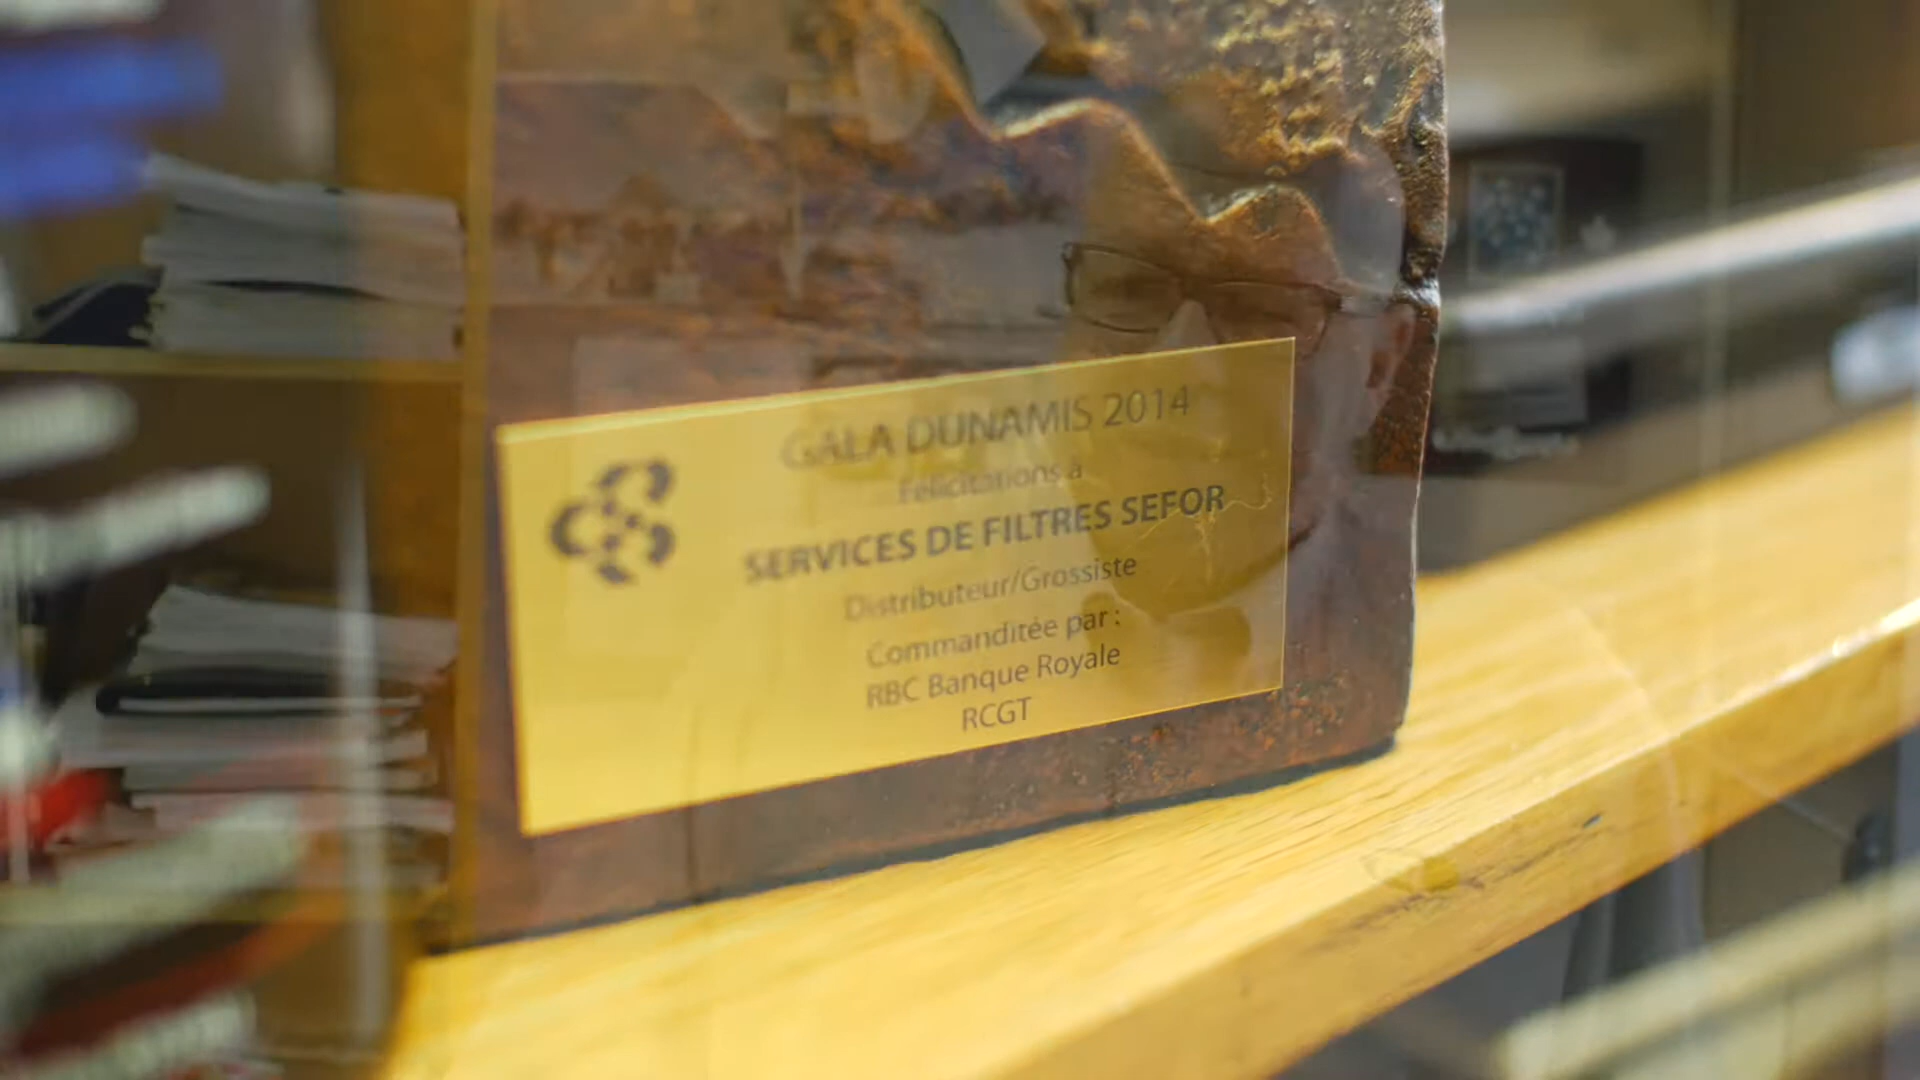 GALA DUNAMIS 2014
Félicitations à
SERVICES DE FILTRES SEFOR
Distributeur/Grossiste
Commanditée par :
RBC Banque Royale
RCGT